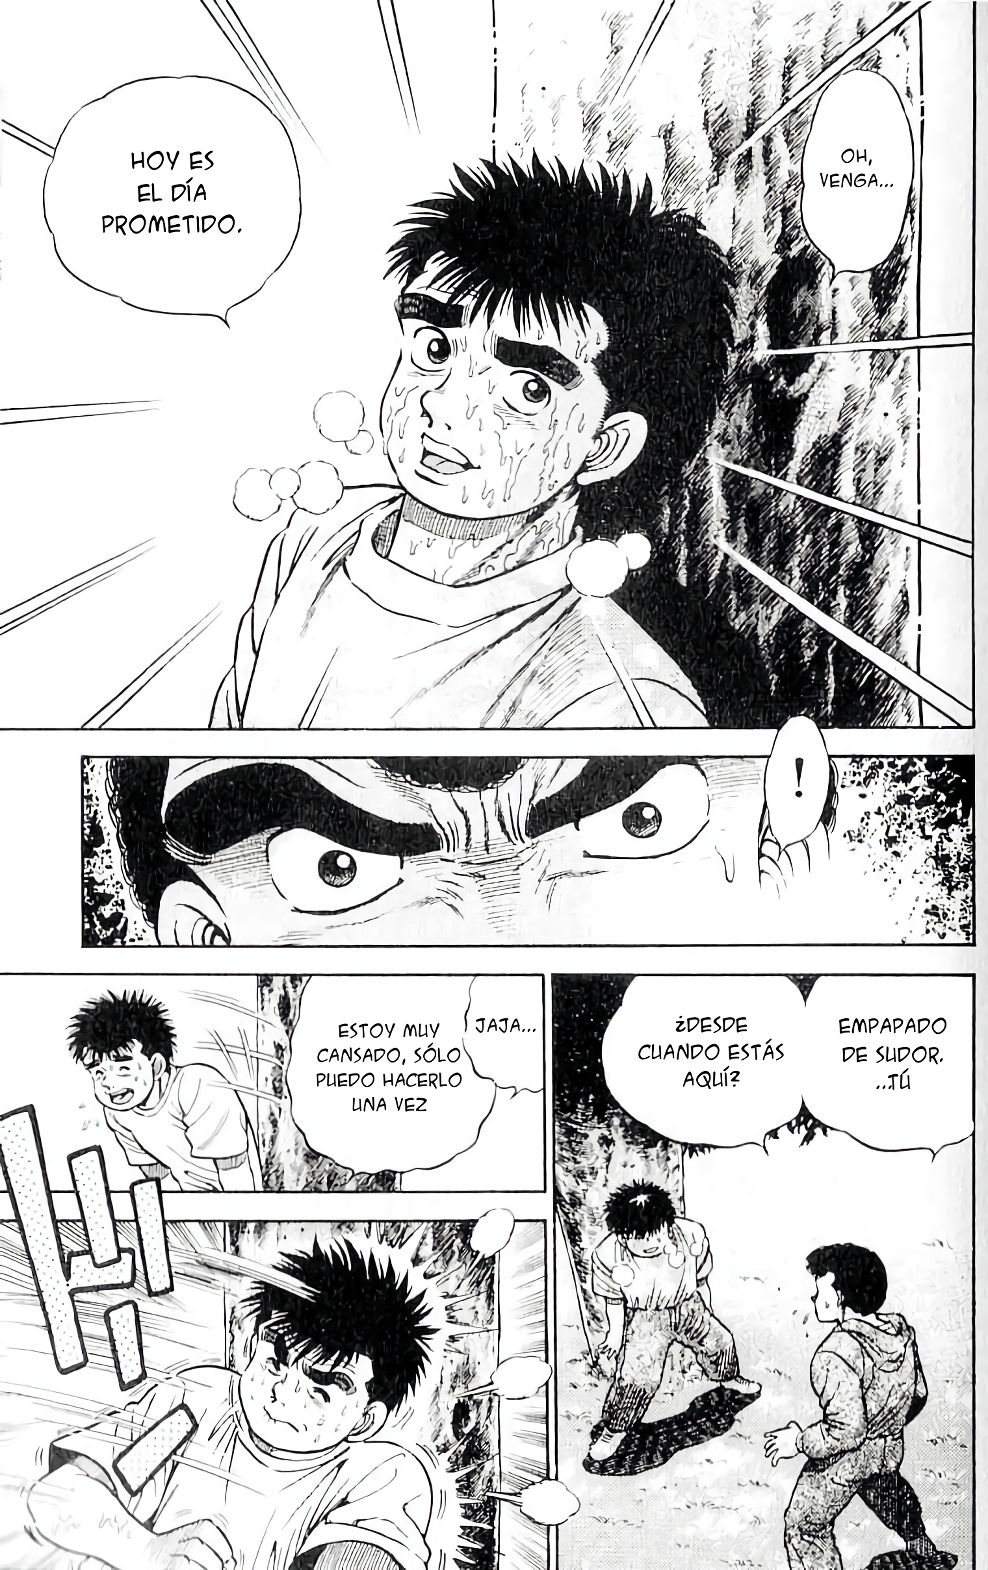 OH,
VENGA...
HOY ES
EL DÍA
PROMETIDO.
!
EMPAPADO
DE SUDOR.
..TÚ
¿DESDE
CUANDO ESTÁS
AQUÍ?
JAJA...
ESTOY MUY
CANSADO, SÓLO
PUEDO HACERLO
UNA VEZ